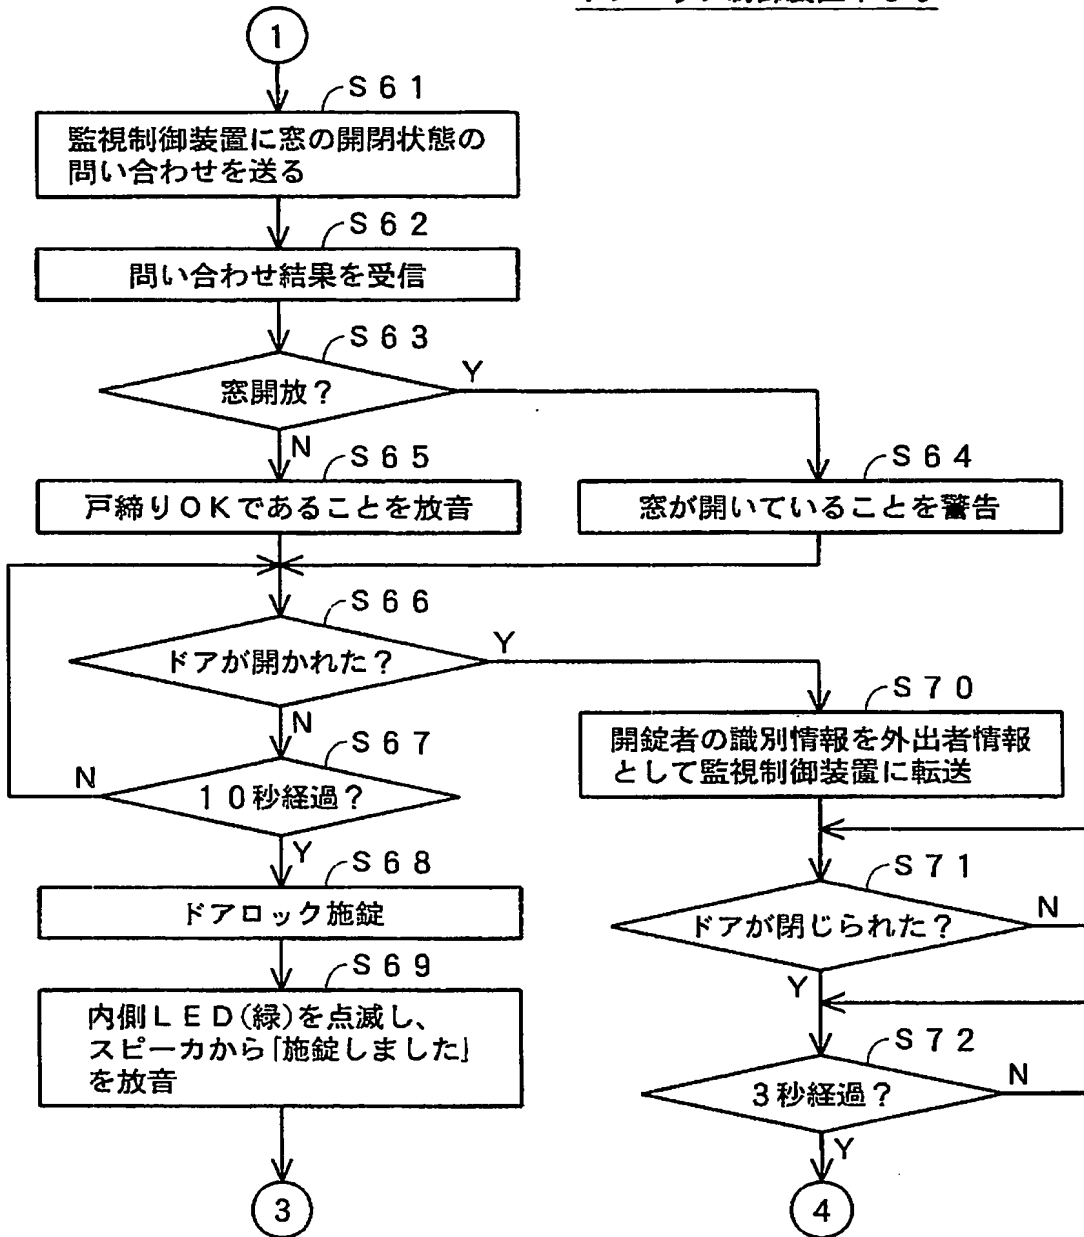 1
S61
監視制御装置に窓の開閉状態の
問い合わせを送る
S62
問い合わせ結果を受信
S63
窓開放？
Y
N
S65
戸締りOKであることを放音
S64
窓が開いていることを警告
S66
ドアが開かれた？
Y
N
S67
10秒経過？
N
Y
S68
ドアロック施錠
S69
内側LED(緑)を点滅し、
スピーカから「施錠しました」
を放音
3
S70
開錠者の識別情報を外出者情報
として監視制御装置に転送
S71
ドアが閉じられた？
N
Y
S72
3秒経過？
N
Y
4